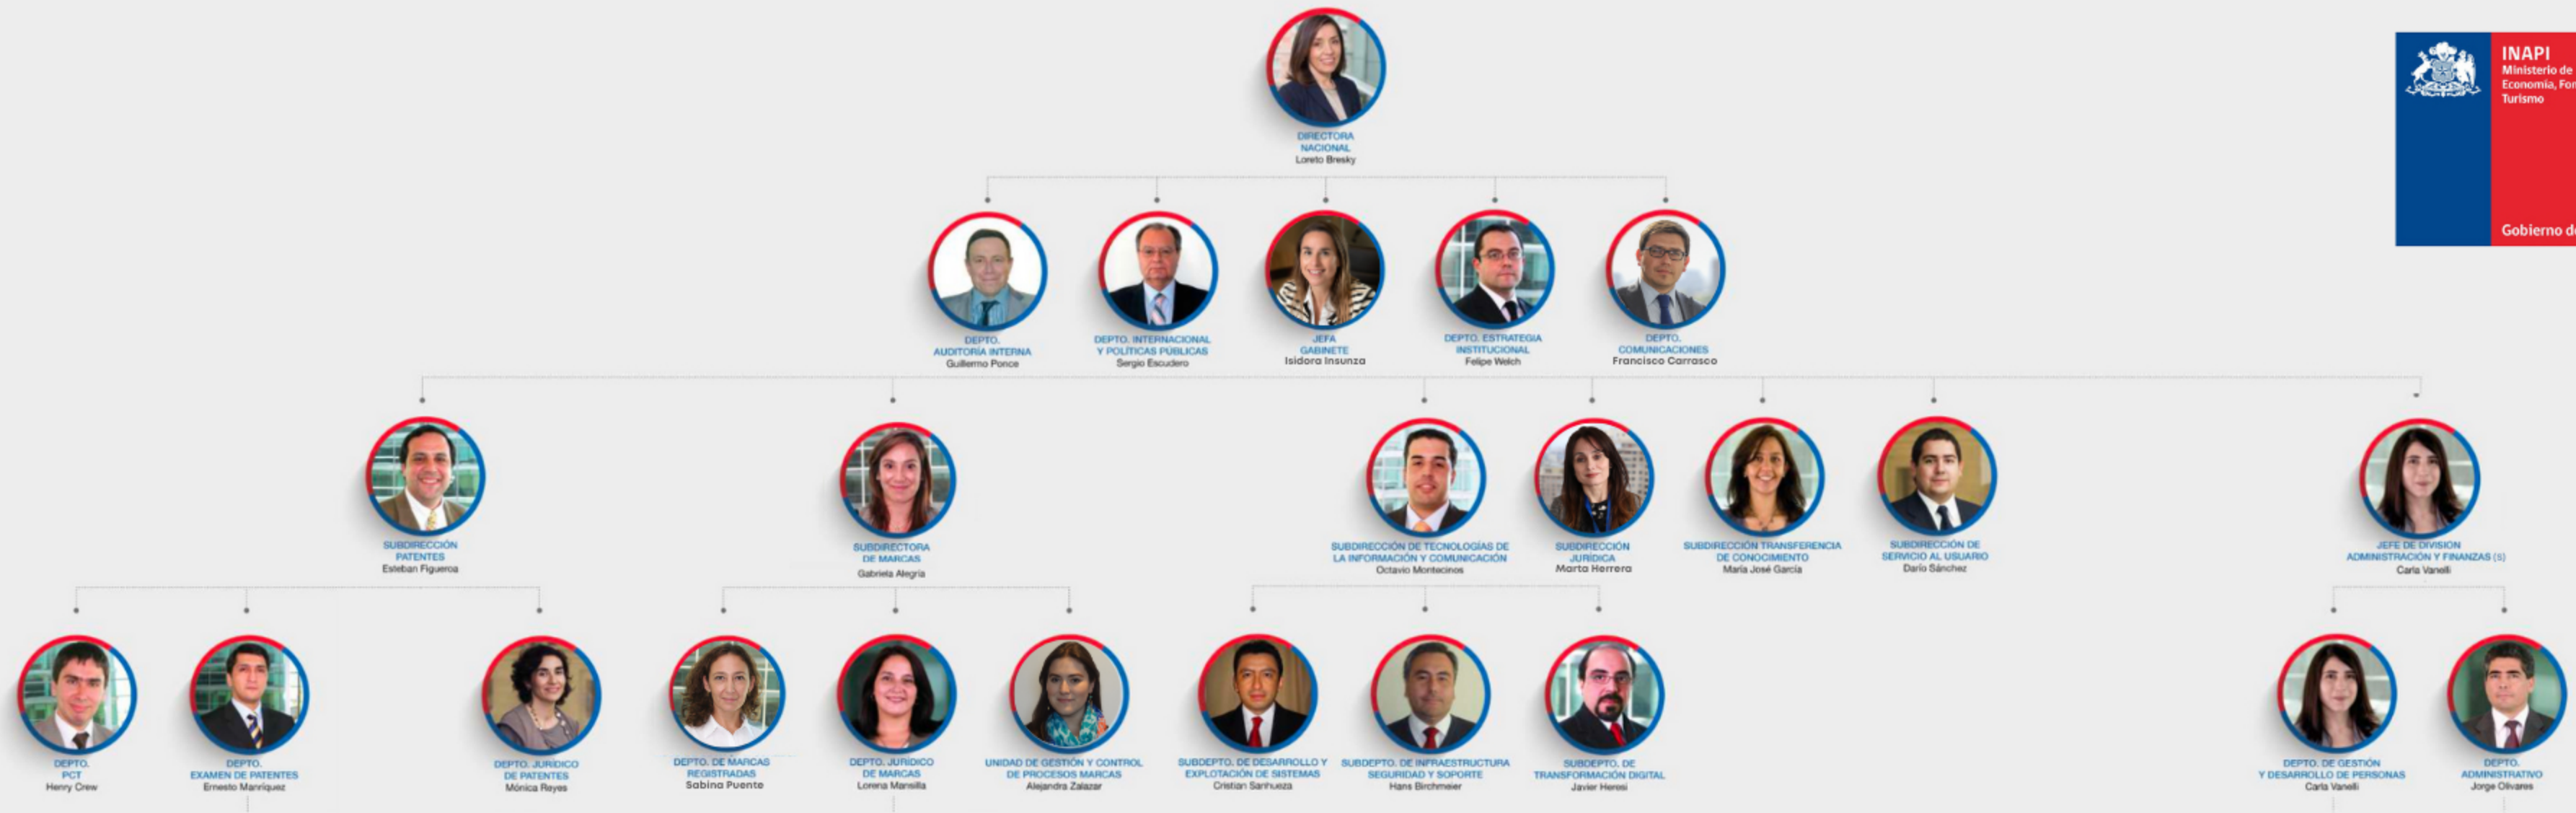 INAPI
Ministerio de
Economía, Fom
Turismo
Gobierno de
DIRECTORA
NACIONAL
Loreto Bresky
DEPTO.
AUDITORÍA INTERNA
Guillermo Ponce
DEPTO. INTERNACIONAL
Y POLÍTICAS PÚBLICAS
Sergio Escudero
JEFA
GABINETE
Isidora Insunza
DEPTO. ESTRATEGIA
INSTITUCIONAL
Felipe Welch
DEPTO.
COMUNICACIONES
Francisco Carrasco
SUBDIRECCIÓN
PATENTES
Esteban Figueroa
SUBDIRECTORA
DE MARCAS
Gabriela Alegría
SUBDIRECCIÓN DE TECNOLOGÍAS DE
LA INFORMACIÓN Y COMUNICACIÓN
Octavio Montecinos
SUBDIRECCIÓN
JURÍDICA
Marta Herrera
SUBDIRECCIÓN TRANSFERENCIA
DE CONOCIMIENTO
María José García
SUBDIRECCIÓN DE
SERVICIO AL USUARIO
Darío Sánchez
JEFE DE DIVISION
ADMINISTRACIÓN Y FINANZAS (S)
Carla Vanelli
DEPTO.
PCT
Henry Crew
DEPTO.
EXAMEN DE PATENTES
Ernesto Manríquez
DEPTO. JURÍDICO
DE PATENTES
Mónica Reyes
DEPTO. DE MARCAS
REGISTRADAS
Sabina Puente
DEPTO. JURÍDICO
DE MARCAS
Lorena Mansilla
UNIDAD DE GESTIÓN Y CONTROL
DE PROCESOS MARCAS
Alejandra Zalazar
SUBDEPTO. DE DESARROLLO Y
EXPLOTACIÓN DE SISTEMAS
Cristian Sanhueza
SUBDEPTO. DE INFRAESTRUCTURA
SEGURIDAD Y SOPORTE
Hans Birchmeier
SUBDEPTO. DE
TRANSFORMACIÓN DIGITAL
Javier Heresi
DEPTO. DE GESTIÓN
Y DESARROLLO DE PERSONAS
Carla Vanelli
DEPTO.
ADMINISTRATIVO
Jorge Olivares